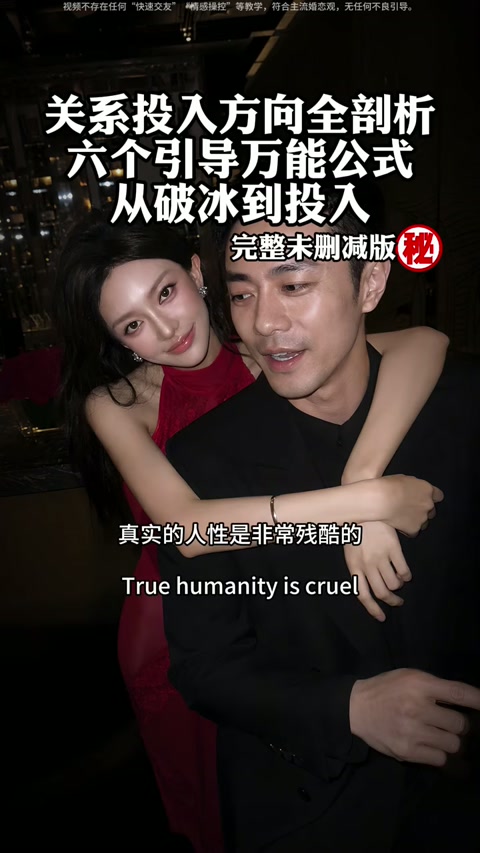 视频不存在任何“快速交友”“情感操控”等教学，符合主流婚恋观，无任何不良引导。
关系投入方向全剖析
六个引导万能公式
从破冰到投入
完整未删减版 秘
真实的人性是非常残酷的
True humanity is cruel